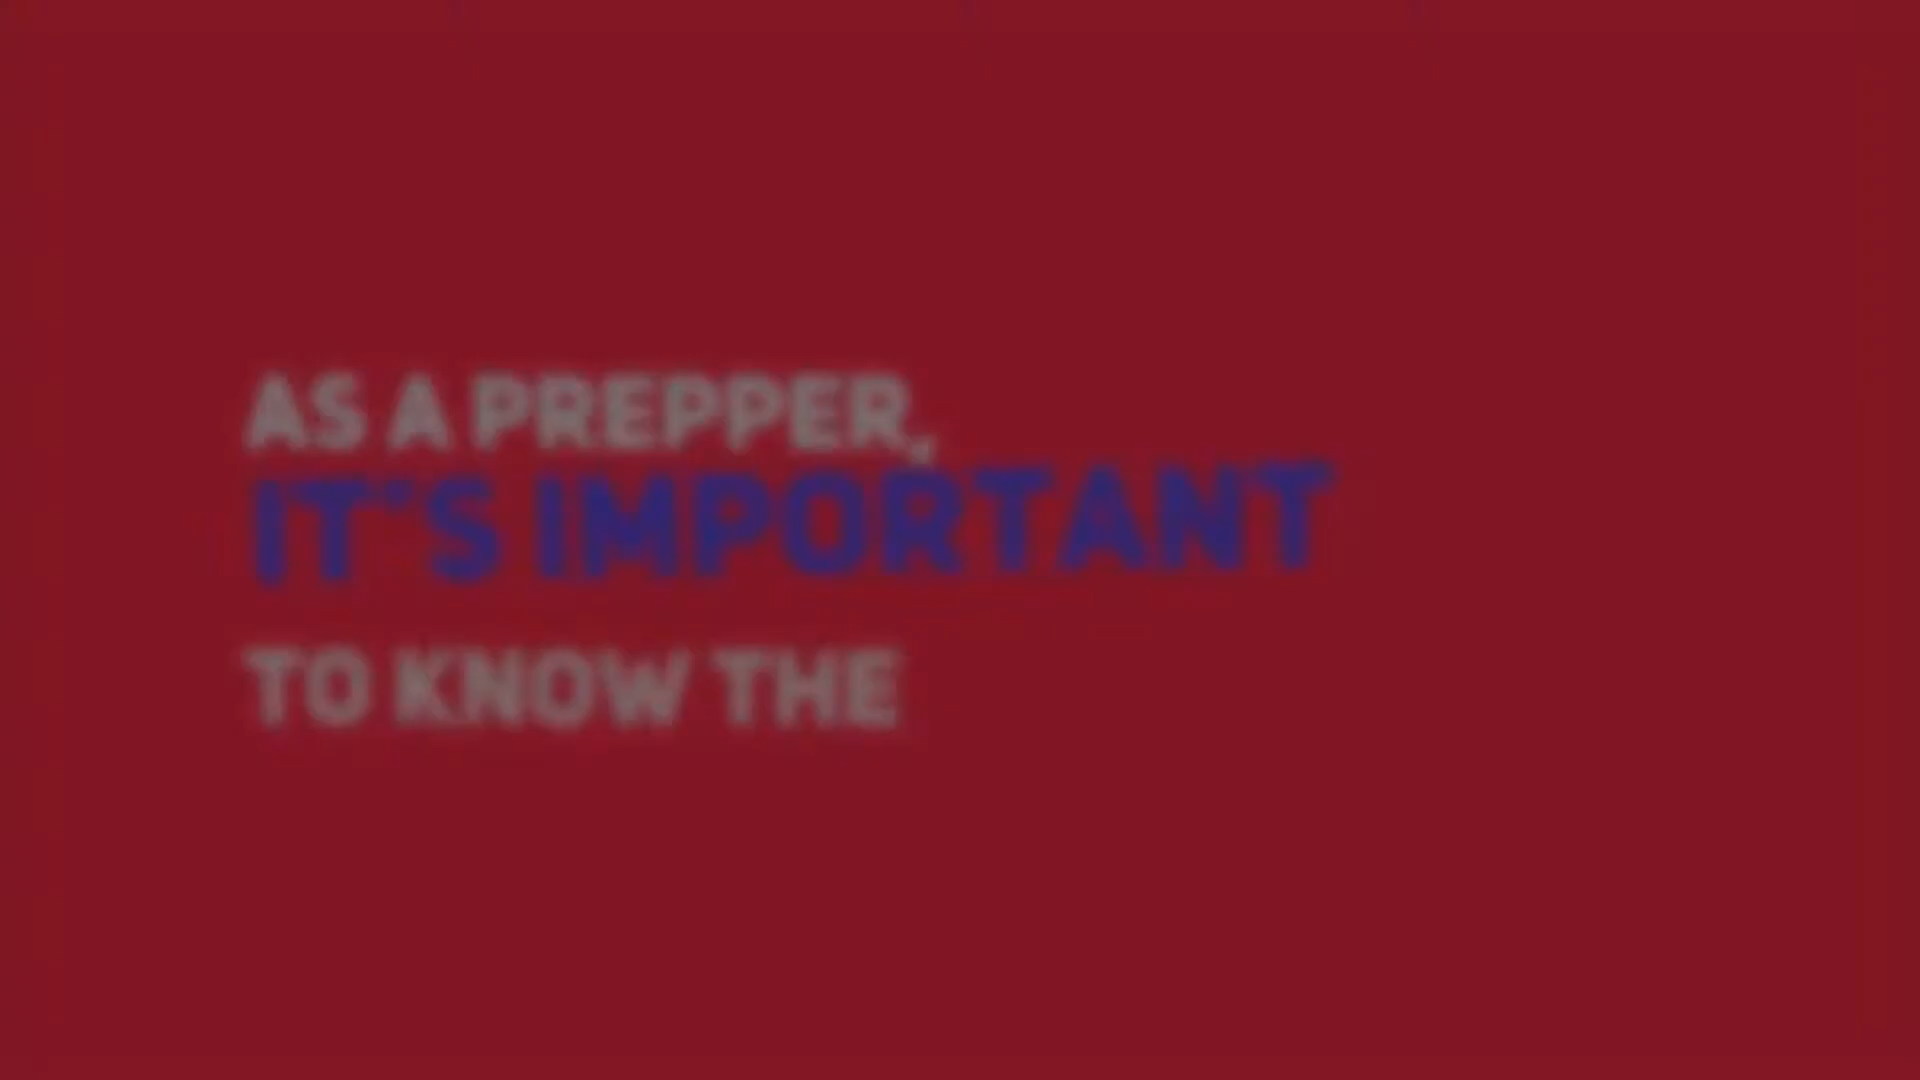 AS A PREPPER,
IT'S IMPORTANT
TO KNOW THE